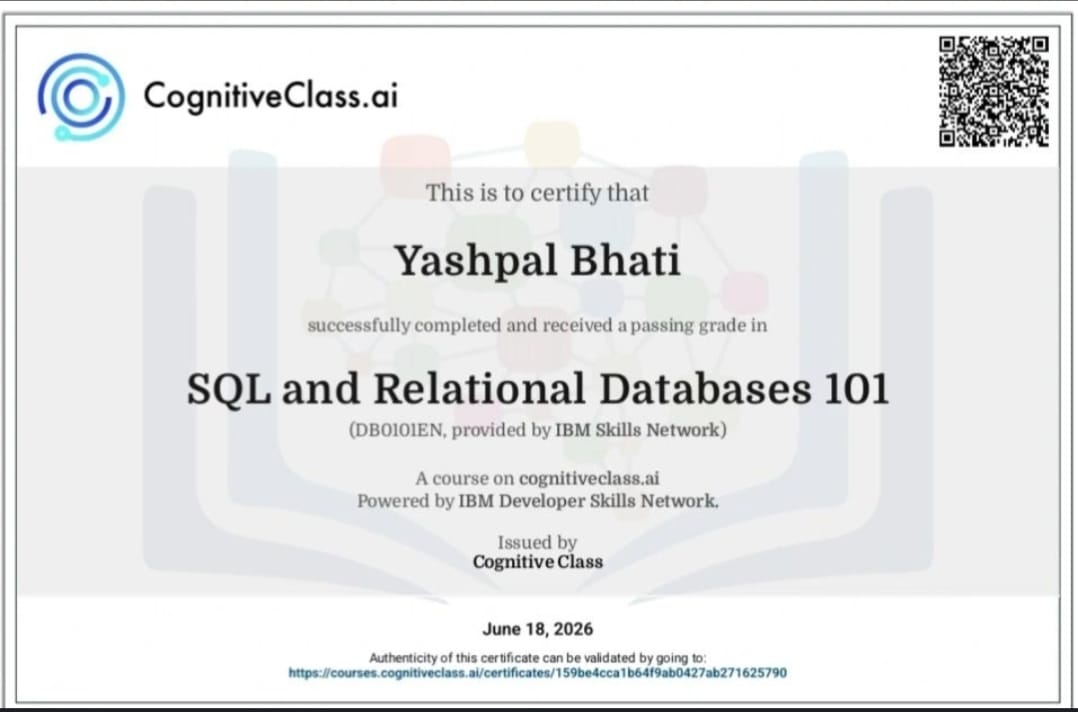 CognitiveClass.ai
This is to certify that
Yashpal Bhati
successfully completed and received a passing grade in
SQL and Relational Databases 101
(DB0101EN, provided by IBM Skills Network)
A course on cognitiveclass.ai
Powered by IBM Developer Skills Network.
Issued by
Cognitive Class
June 18, 2026
Authenticity of this certificate can be validated by going to:
https://courses.cognitiveclass.ai/certificates/159be4cca1b64f9ab0427ab271625790